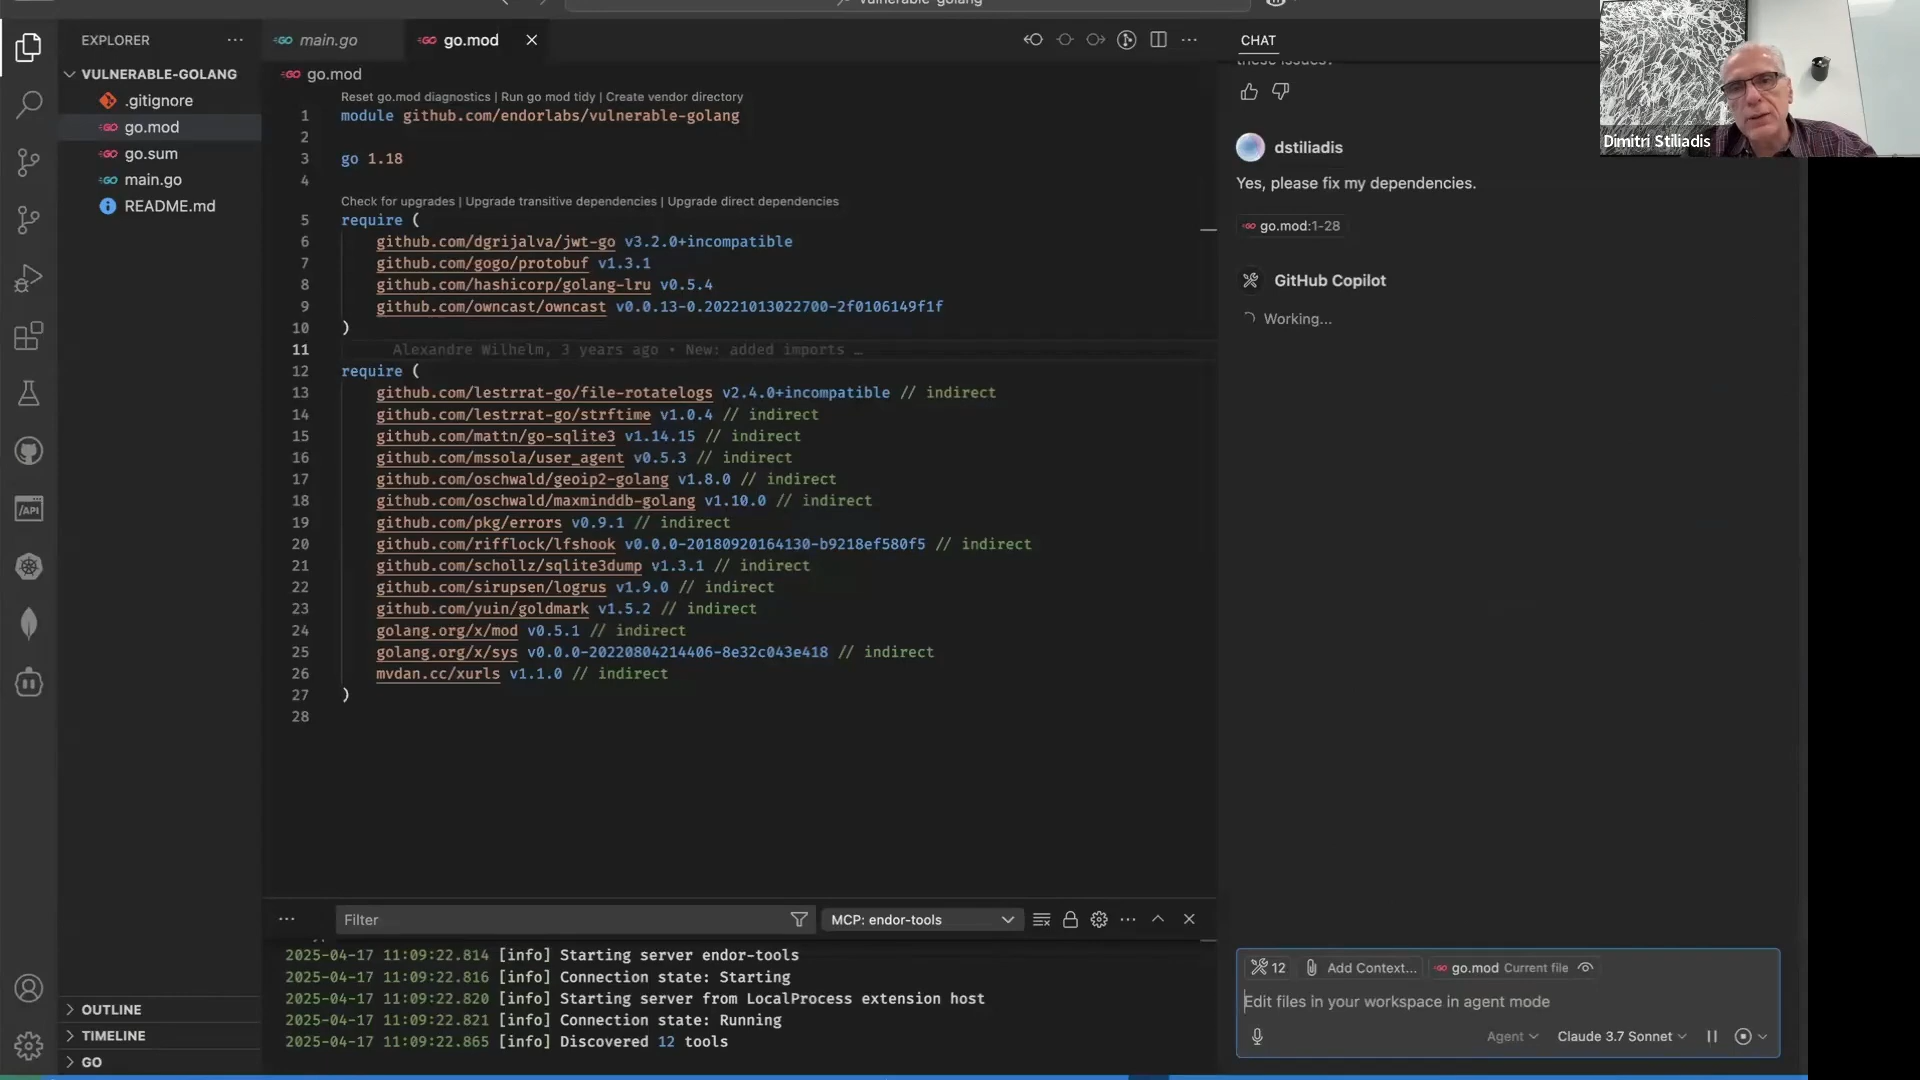 vulnerable-golang
EXPLORER
VULNERABLE-GOLANG
.gitignore
go.mod
go.sum
main.go
README.md
OUTLINE
TIMELINE
GO
main.go
go.mod
go.mod
Reset go.mod diagnostics | Run go mod tidy | Create vendor directory
1 module github.com/endorlabs/vulnerable-golang
2
3 go 1.18
4
Check for upgrades | Upgrade transitive dependencies | Upgrade direct dependencies
5 require (
6 github.com/dgrijalva/jwt-go v3.2.0+incompatible
7 github.com/gogo/protobuf v1.3.1
8 github.com/hashicorp/golang-lru v0.5.4
9 github.com/owncast/owncast v0.0.13-0.20221013022700-2f0106149f1f
10 )
11 Alexandre Wilhelm, 3 years ago • New: added imports …
12 require (
13 github.com/lestrrat-go/file-rotatelogs v2.4.0+incompatible // indirect
14 github.com/lestrrat-go/strftime v1.0.4 // indirect
15 github.com/mattn/go-sqlite3 v1.14.15 // indirect
16 github.com/mssola/user_agent v0.5.3 // indirect
17 github.com/oschwald/geoip2-golang v1.8.0 // indirect
18 github.com/oschwald/maxminddb-golang v1.10.0 // indirect
19 github.com/pkg/errors v0.9.1 // indirect
20 github.com/rifflock/lfshook v0.0.0-20180920164130-b9218ef580f5 // indirect
21 github.com/schollz/sqlite3dump v1.3.1 // indirect
22 github.com/sirupsen/logrus v1.9.0 // indirect
23 github.com/yuin/goldmark v1.5.2 // indirect
24 golang.org/x/mod v0.5.1 // indirect
25 golang.org/x/sys v0.0.0-20220804214406-8e32c043e418 // indirect
26 mvdan.cc/xurls v1.1.0 // indirect
27 )
28
Filter
MCP: endor-tools
2025-04-17 11:09:22.814 [info] Starting server endor-tools
2025-04-17 11:09:22.816 [info] Connection state: Starting
2025-04-17 11:09:22.820 [info] Starting server from LocalProcess extension host
2025-04-17 11:09:22.821 [info] Connection state: Running
2025-04-17 11:09:22.865 [info] Discovered 12 tools
CHAT
these issues?
dstiliadis
Yes, please fix my dependencies.
go.mod:1-28
GitHub Copilot
Working...
12 Add Context... go.mod Current file
Edit files in your workspace in agent mode
Agent Claude 3.7 Sonnet
Dimitri Stiliadis